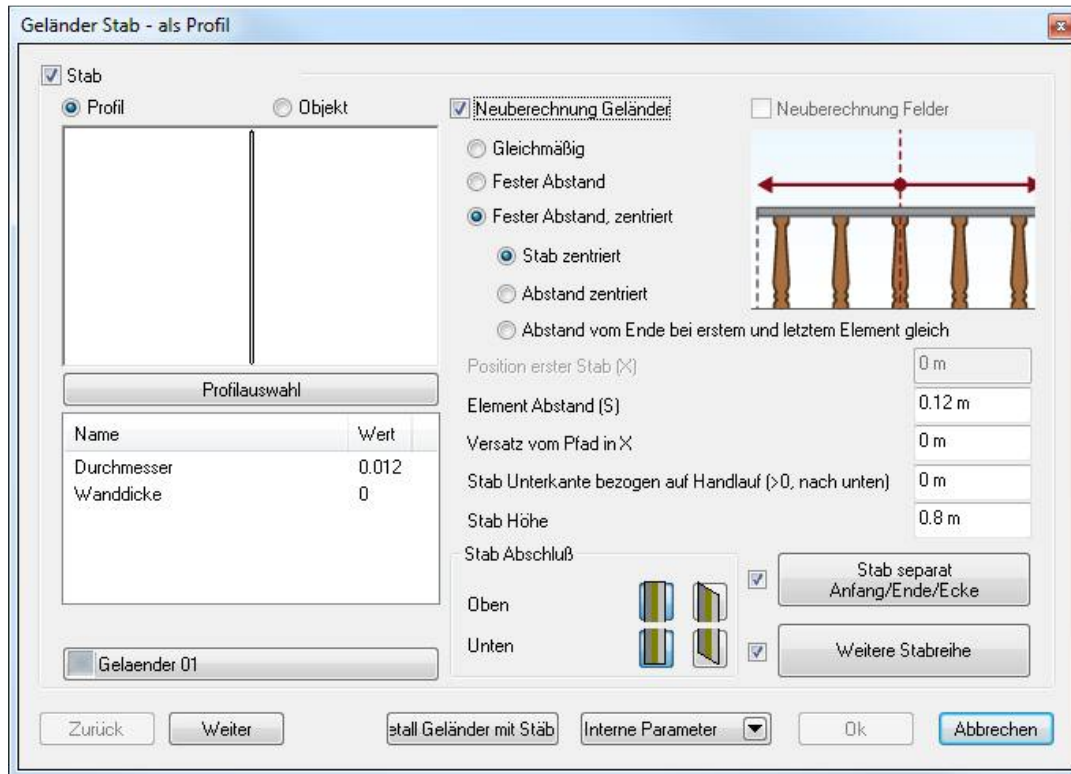 Geländer Stab - als Profil
Stab
Profil
Objekt
Neuberechnung Geländer
Neuberechnung Felder
Gleichmäßig
Fester Abstand
Fester Abstand, zentriert
Stab zentriert
Abstand zentriert
Abstand vom Ende bei erstem und letztem Element gleich
Profilauswahl
Position erster Stab (X) 0 m
Element Abstand (S) 0.12 m
Versatz vom Pfad in X 0 m
Stab Unterkante bezogen auf Handlauf (>0, nach unten) 0 m
Stab Höhe 0.8 m
Name Wert
Durchmesser 0.012
Wanddicke 0
Stab Abschluß
Oben
Unten
Stab separat
Anfang/Ende/Ecke
Weitere Stabreihe
Gelaender 01
Zurück
Weiter
etall Geländer mit Stäb
Interne Parameter
Ok
Abbrechen